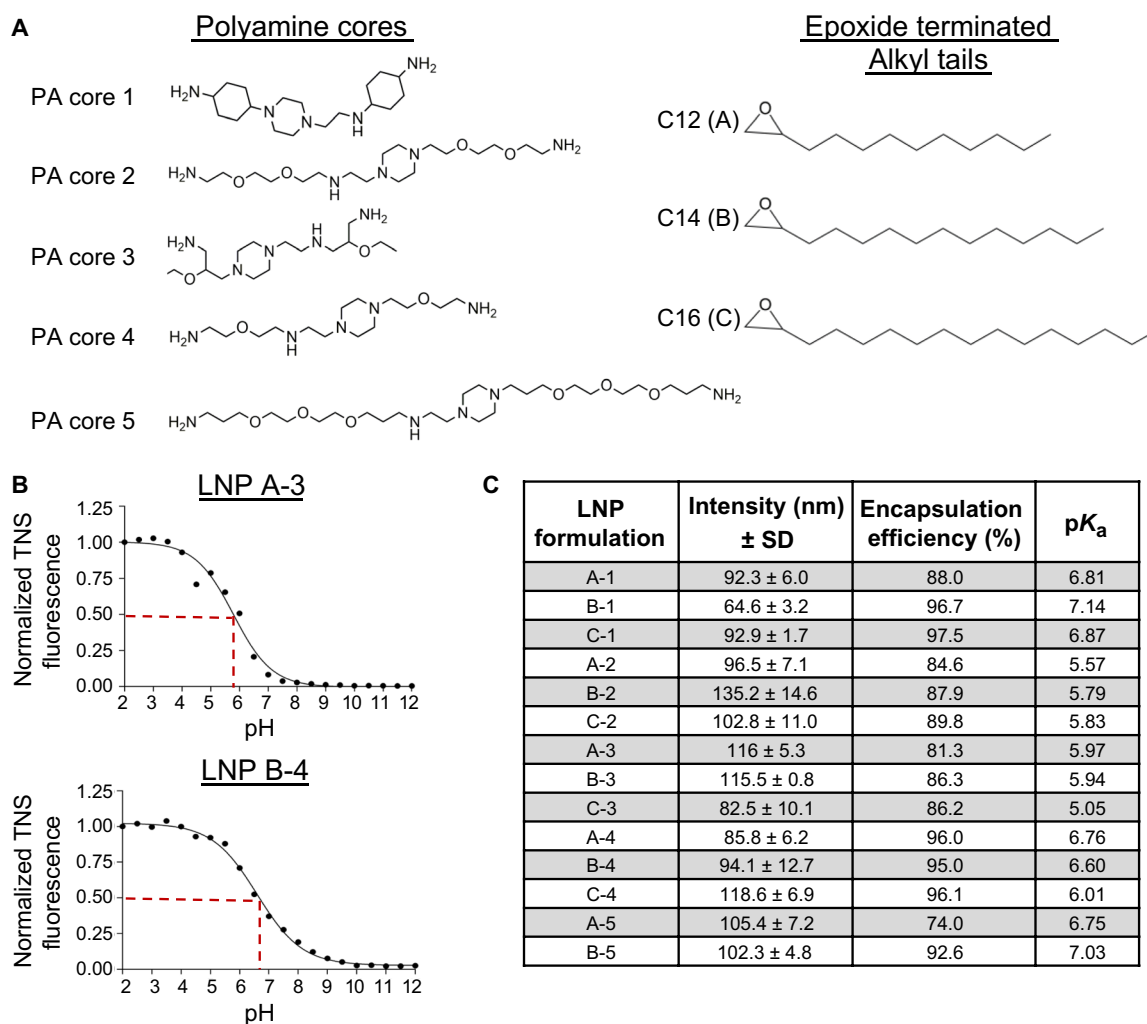 A
Polyamine cores
Epoxide terminated
Alkyl tails
PA core 1
H₂N
N
N
N
H
NH₂
PA core 2
H₂N
O
O
N
H
N
N
O
O
NH₂
PA core 3
H₂N
O
N
N
H
N
NH₂
O
PA core 4
H₂N
O
N
H
N
N
O
NH₂
PA core 5
H₂N
O
O
O
N
H
N
N
O
O
O
NH₂
C12 (A)
O
C14 (B)
O
C16 (C)
O
B
LNP A-3
Normalized TNS
fluorescence
1.25
1.00
0.75
0.50
0.25
0.00
2 3 4 5 6 7 8 9 10 11 12
pH
LNP B-4
Normalized TNS
fluorescence
1.25
1.00
0.75
0.50
0.25
0.00
2 3 4 5 6 7 8 9 10 11 12
pH
C
LNP formulation Intensity (nm) ± SD Encapsulation efficiency (%) pKa
A-1 92.3 ± 6.0 88.0 6.81
B-1 64.6 ± 3.2 96.7 7.14
C-1 92.9 ± 1.7 97.5 6.87
A-2 96.5 ± 7.1 84.6 5.57
B-2 135.2 ± 14.6 87.9 5.79
C-2 102.8 ± 11.0 89.8 5.83
A-3 116 ± 5.3 81.3 5.97
B-3 115.5 ± 0.8 86.3 5.94
C-3 82.5 ± 10.1 86.2 5.05
A-4 85.8 ± 6.2 96.0 6.76
B-4 94.1 ± 12.7 95.0 6.60
C-4 118.6 ± 6.9 96.1 6.01
A-5 105.4 ± 7.2 74.0 6.75
B-5 102.3 ± 4.8 92.6 7.03